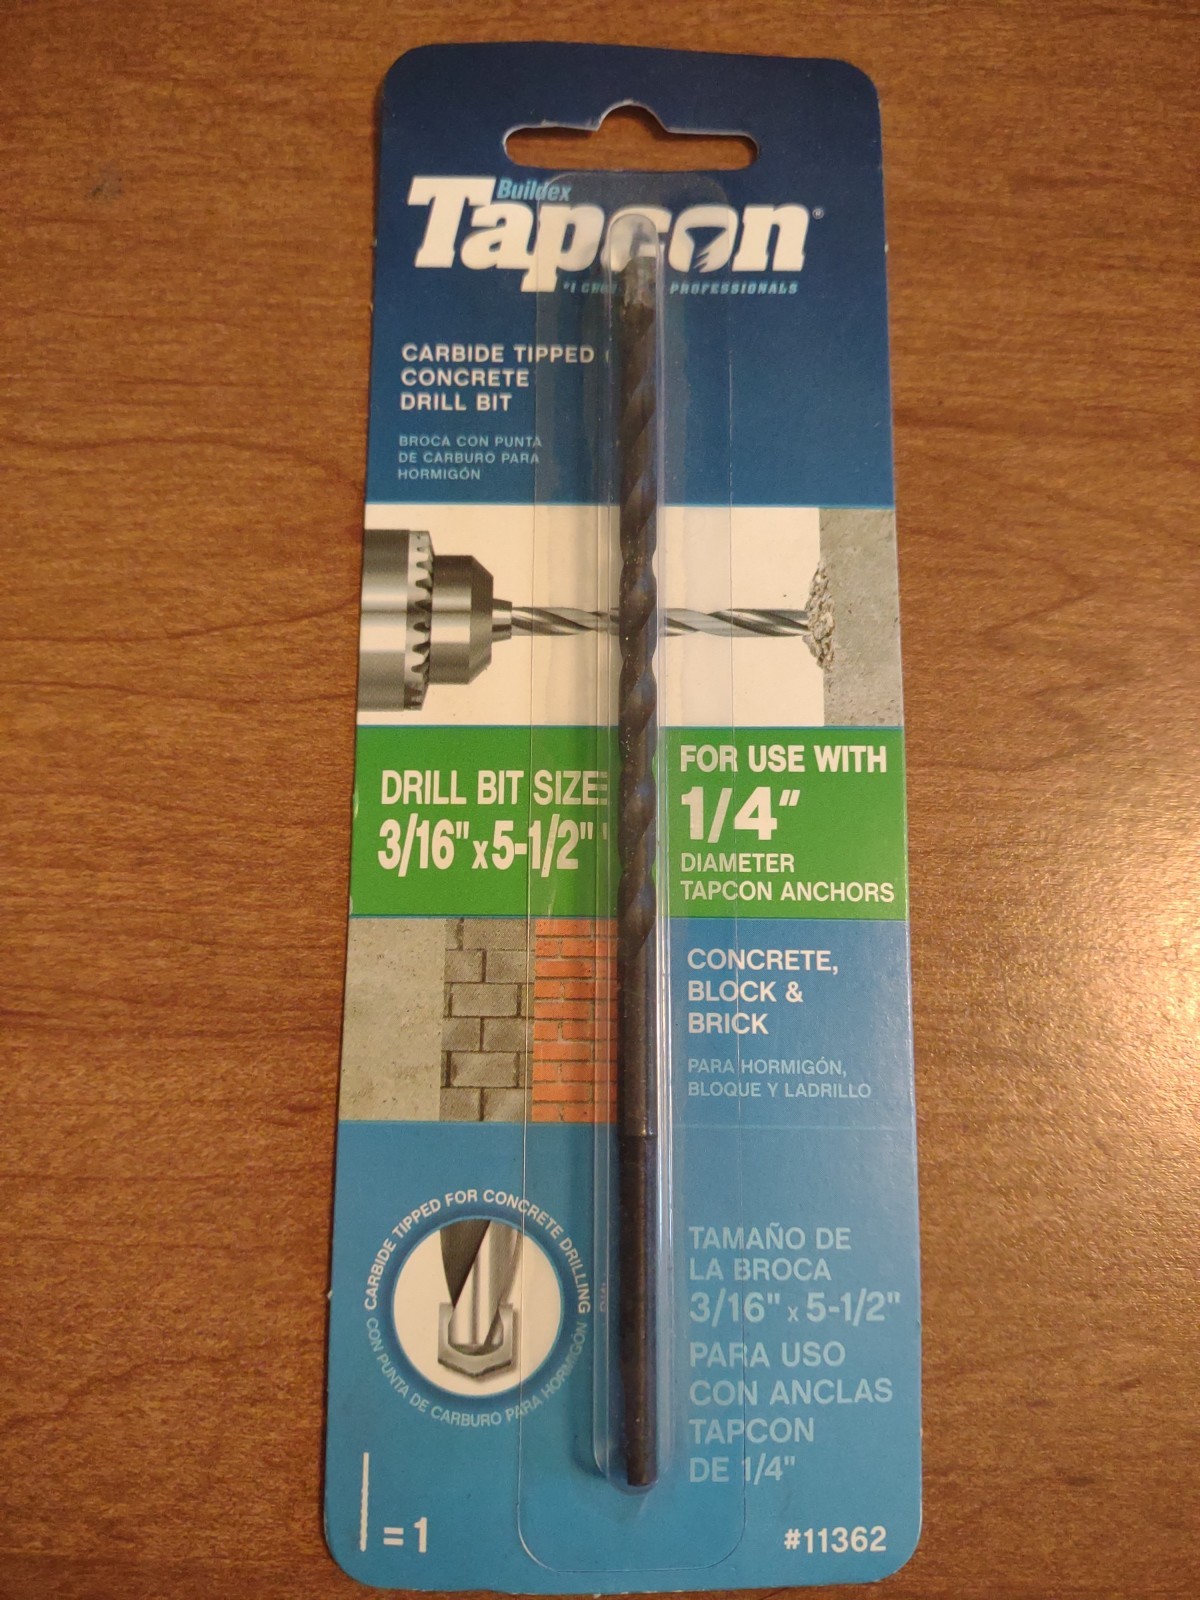 Buildex
Tapcon®
PROFESSIONALS
CARBIDE TIPPED
CONCRETE
DRILL BIT
BROCA CON PUNTA
DE CARBURO PARA
HORMIGÓN
DRILL BIT SIZE
3/16" x 5-1/2"
FOR USE WITH
1/4"
DIAMETER
TAPCON ANCHORS
CONCRETE,
BLOCK &
BRICK
PARA HORMIGÓN,
BLOQUE Y LADRILLO
CARBIDE TIPPED FOR CONCRETE DRILLING
CON PUNTA DE CARBURO PARA HORMIGÓN
TAMAÑO DE
LA BROCA
3/16" x 5-1/2"
PARA USO
CON ANCLAS
TAPCON
DE 1/4"
=1
#11362